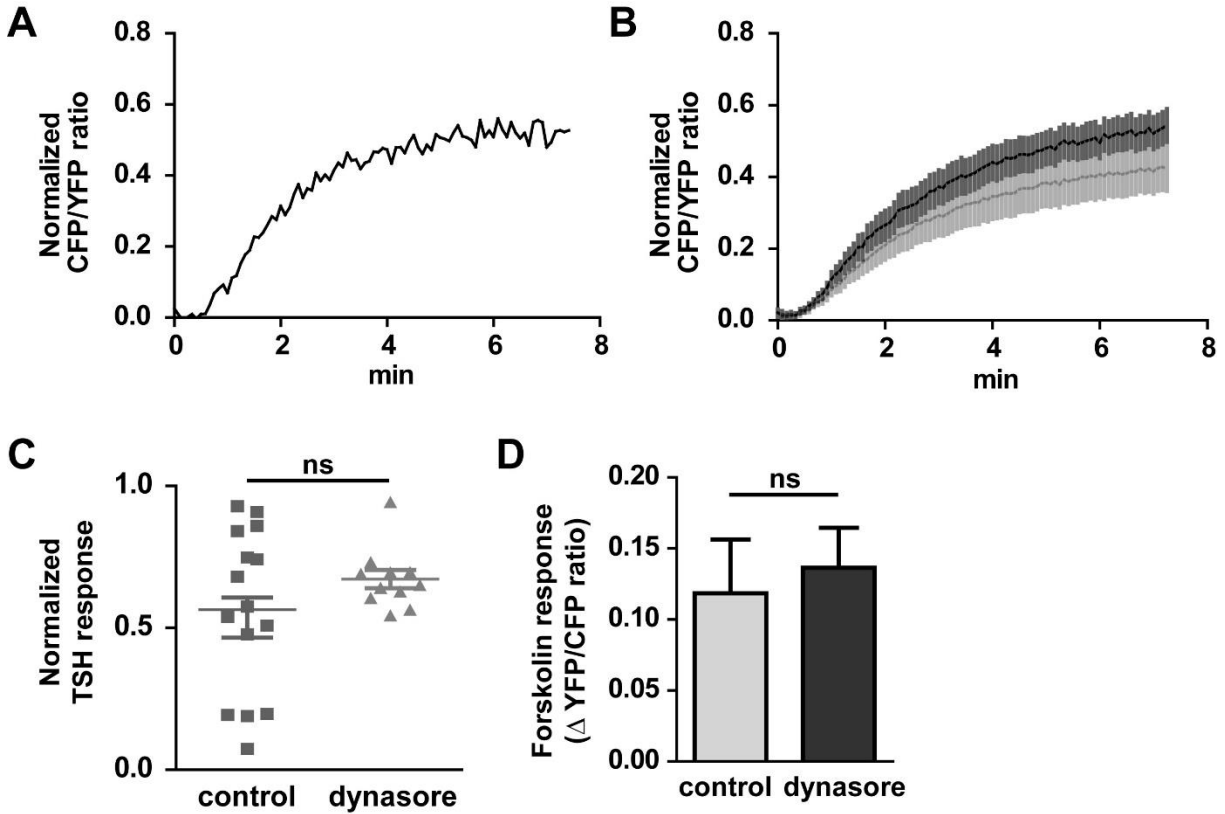 A
Normalized
CFP/YFP ratio
0.8
0.6
0.4
0.2
0.0
0 2 4 6 8
min
B
Normalized
CFP/YFP ratio
0.8
0.6
0.4
0.2
0.0
0 2 4 6 8
min
C
Normalized
TSH response
1.0
0.5
0.0
ns
control dynasore
D
Forskolin response
(Δ YFP/CFP ratio)
0.20
0.15
0.10
0.05
0.00
ns
control dynasore